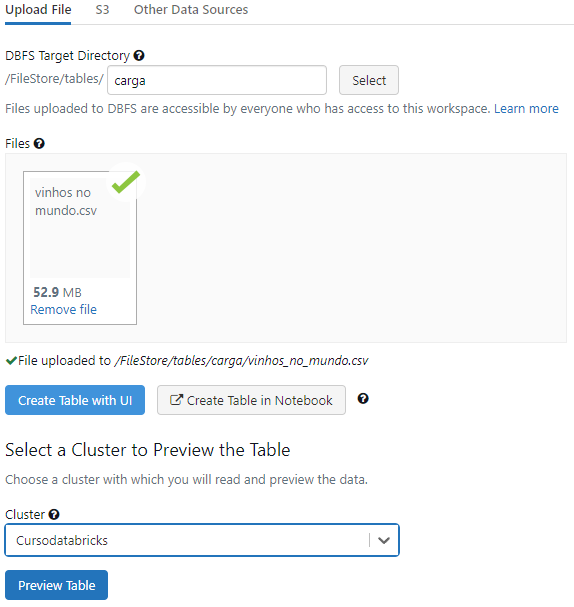 Upload File S3 Other Data Sources
DBFS Target Directory ?
/FileStore/tables/ carga Select
Files uploaded to DBFS are accessible by everyone who has access to this workspace. Learn more
Files ?
vinhos no
mundo.csv
52.9 MB
Remove file
File uploaded to /FileStore/tables/carga/vinhos_no_mundo.csv
Create Table with UI Create Table in Notebook ?
Select a Cluster to Preview the Table
Choose a cluster with which you will read and preview the data.
Cluster ?
Cursodatabricks
Preview Table